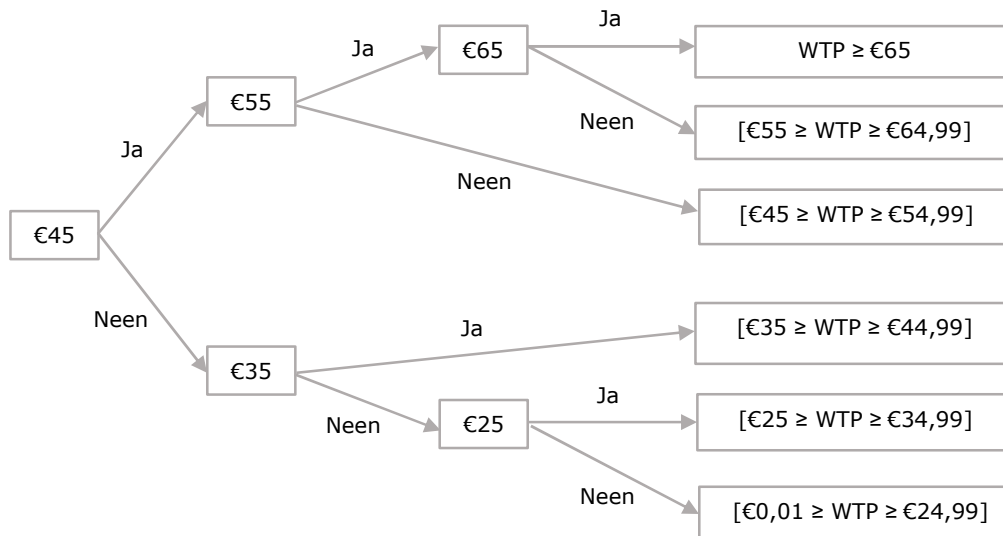 Ja
Ja
€65
WTP ≥ €65
€55
Neen
[€55 ≥ WTP ≥ €64,99]
Ja
Neen
[€45 ≥ WTP ≥ €54,99]
€45
Neen
Ja
[€35 ≥ WTP ≥ €44,99]
€35
Ja
Neen
€25
[€25 ≥ WTP ≥ €34,99]
Neen
[€0,01 ≥ WTP ≥ €24,99]